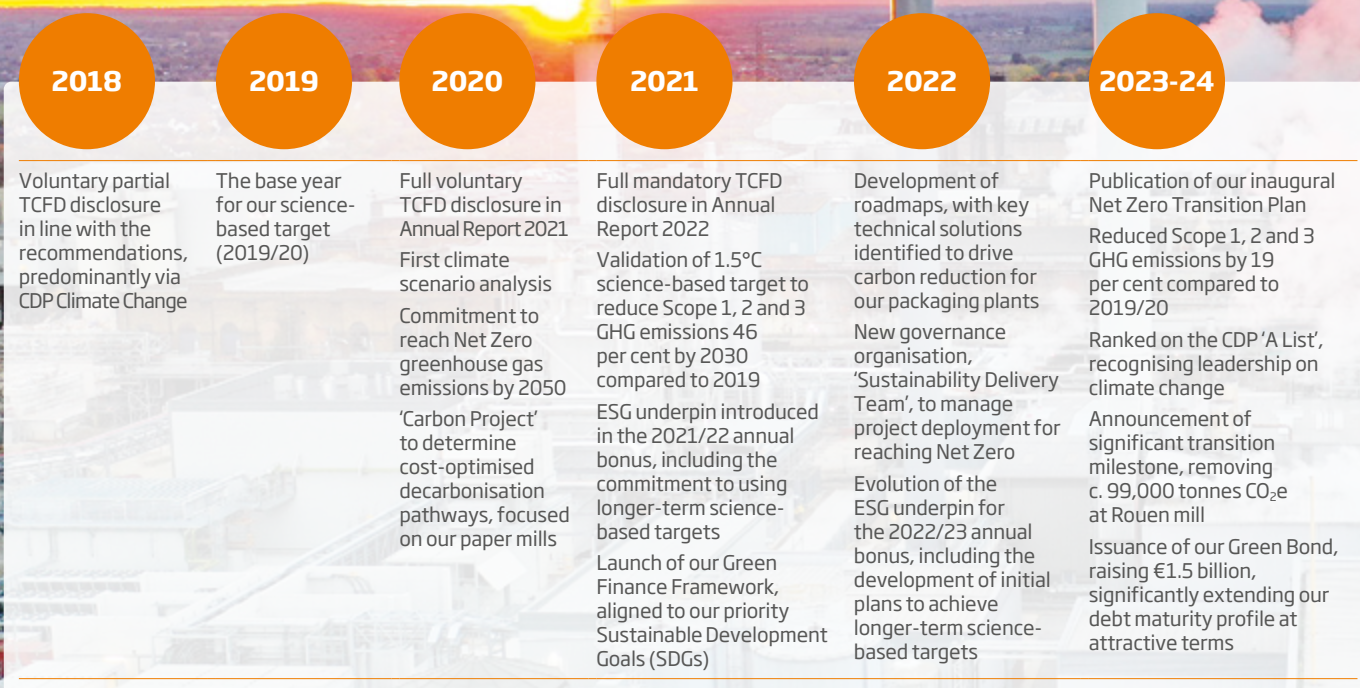 2018
Voluntary partial
TCFD disclosure
in line with the
recommendations,
predominantly via
CDP Climate Change
2019
The base year
for our science-
based target
(2019/20)
2020
Full voluntary
TCFD disclosure in
Annual Report 2021
First climate
scenario analysis
Commitment to
reach Net Zero
greenhouse gas
emissions by 2050
‘Carbon Project’
to determine
cost-optimised
decarbonisation
pathways, focused
on our paper mills
2021
Full mandatory TCFD
disclosure in Annual
Report 2022
Validation of 1.5°C
science-based target to
reduce Scope 1, 2 and 3
GHG emissions 46
per cent by 2030
compared to 2019
ESG underpin introduced
in the 2021/22 annual
bonus, including the
commitment to using
longer-term science-
based targets
Launch of our Green
Finance Framework,
aligned to our priority
Sustainable Development
Goals (SDGs)
2022
Development of
roadmaps, with key
technical solutions
identified to drive
carbon reduction for
our packaging plants
New governance
organisation,
‘Sustainability Delivery
Team’, to manage
project deployment for
reaching Net Zero
Evolution of the
ESG underpin for
the 2022/23 annual
bonus, including the
development of initial
plans to achieve
longer-term science-
based targets
2023-24
Publication of our inaugural
Net Zero Transition Plan
Reduced Scope 1, 2 and 3
GHG emissions by 19
per cent compared to
2019/20
Ranked on the CDP ‘A List’,
recognising leadership on
climate change
Announcement of
significant transition
milestone, removing
c. 99,000 tonnes CO₂e
at Rouen mill
Issuance of our Green Bond,
raising €1.5 billion,
significantly extending our
debt maturity profile at
attractive terms